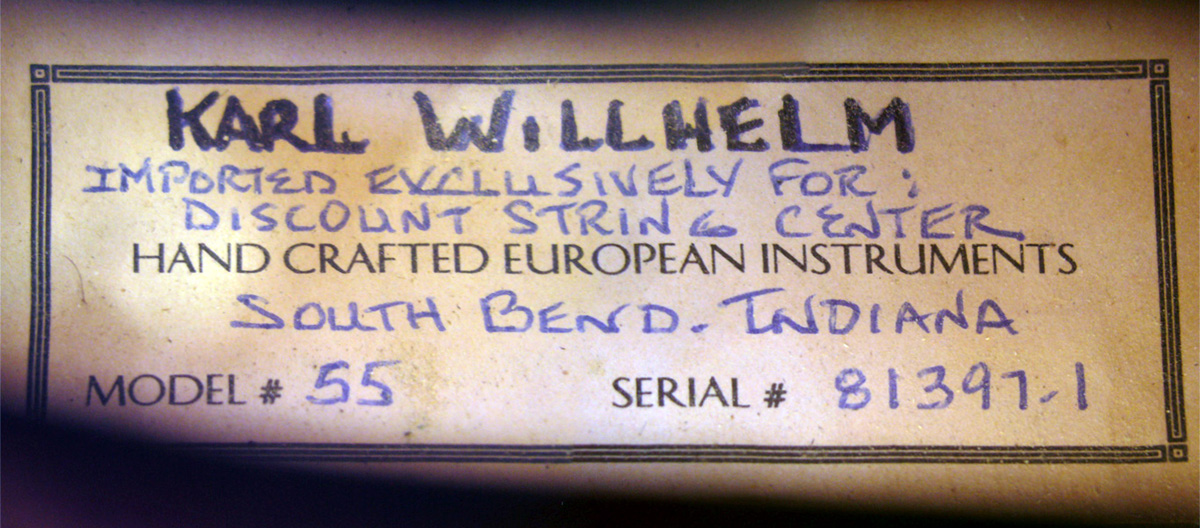 KARL WILLHELM
IMPORTED EXCLUSIVELY FOR:
DISCOUNT STRING CENTER
HAND CRAFTED EUROPEAN INSTRUMENTS
SOUTH BEND. INDIANA
MODEL # 55 SERIAL # 81397-1